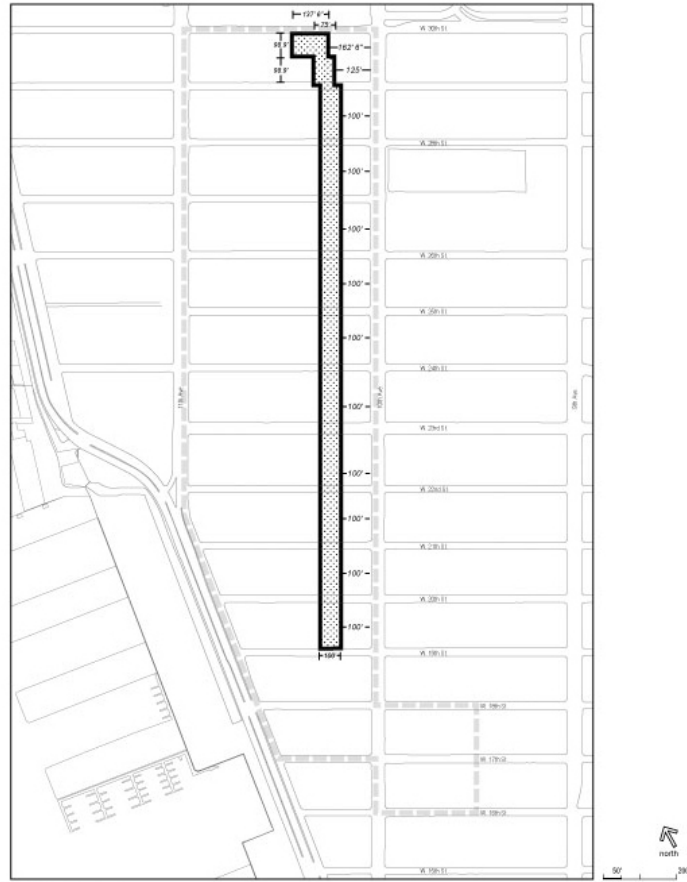 137' 6"
75'
W. 30th St.
98.9'
162' 6"
98.9'
125'
100'
W. 28th St.
100'
100'
W. 26th St.
100'
W. 25th St.
100'
W. 24th St.
11th Ave
10th Ave
9th Ave
100'
W. 23rd St.
100'
W. 22nd St.
100'
W. 21st St.
100'
W. 20th St.
100'
W. 19th St.
100'
W. 18th St
W. 17th St
W. 16th St
W. 15th St.
north
50'
200